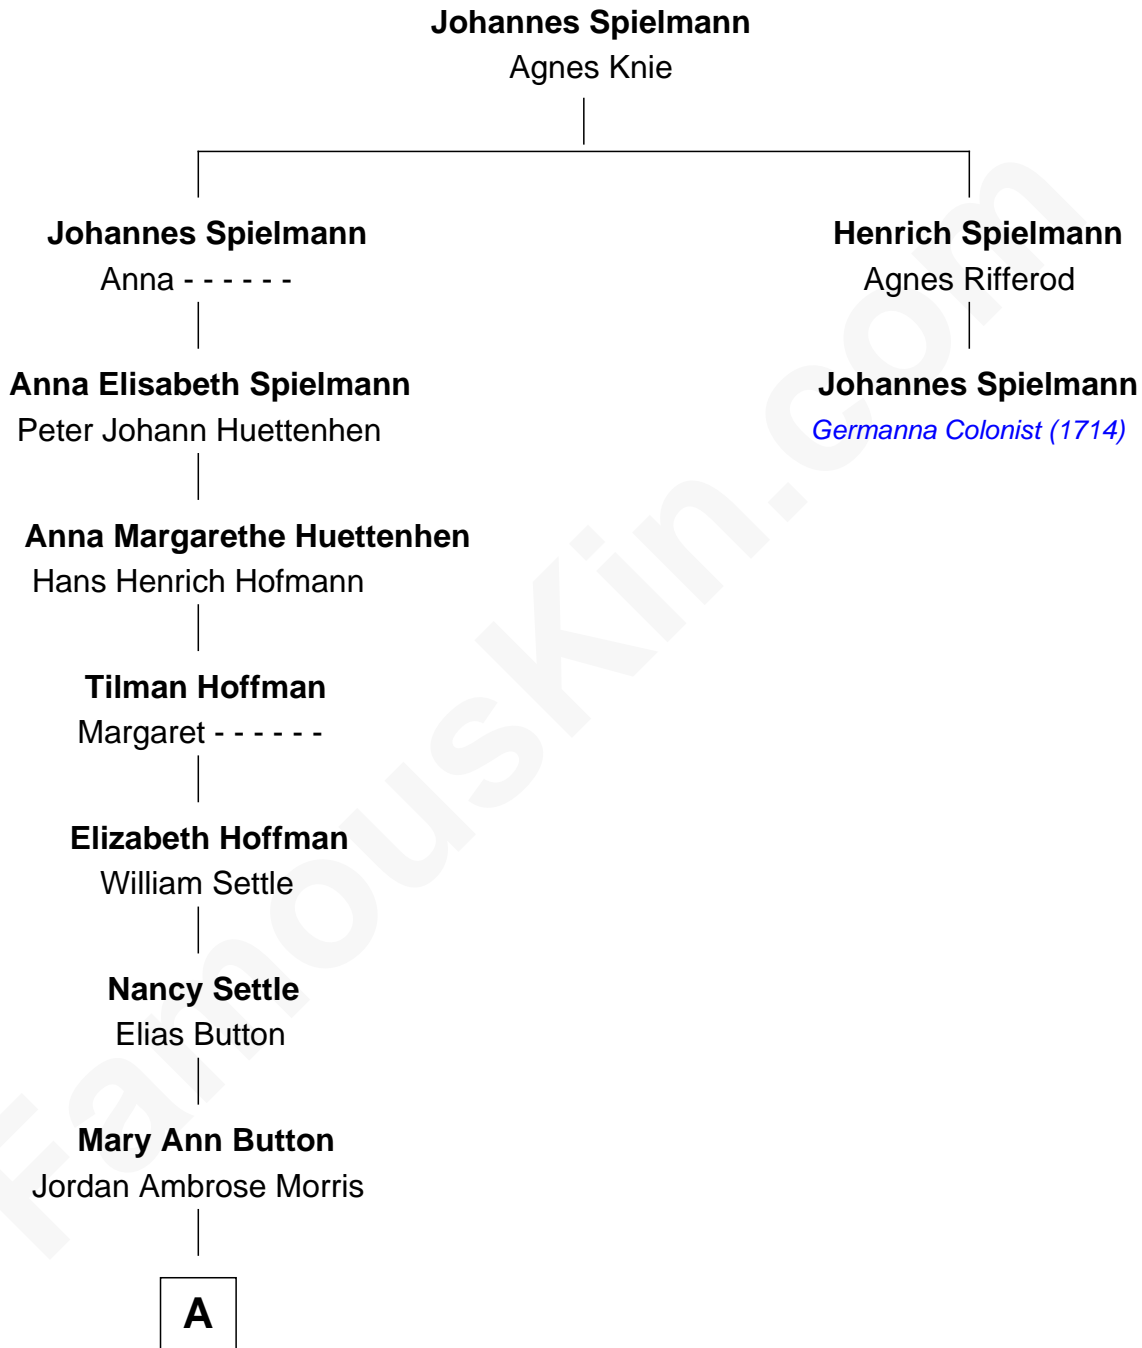 Johannes Spielmann
Agnes Knie
Johannes Spielmann
Anna - - - - - -
Henrich Spielmann
Agnes Rifferod
Anna Elisabeth Spielmann
Peter Johann Huettenhen
Johannes Spielmann
Germanna Colonist (1714)
Anna Margarethe Huettenhen
Hans Henrich Hofmann
Tilman Hoffman
Margaret - - - - - -
Elizabeth Hoffman
William Settle
Nancy Settle
Elias Button
Mary Ann Button
Jordan Ambrose Morris
A
FamousKin.com